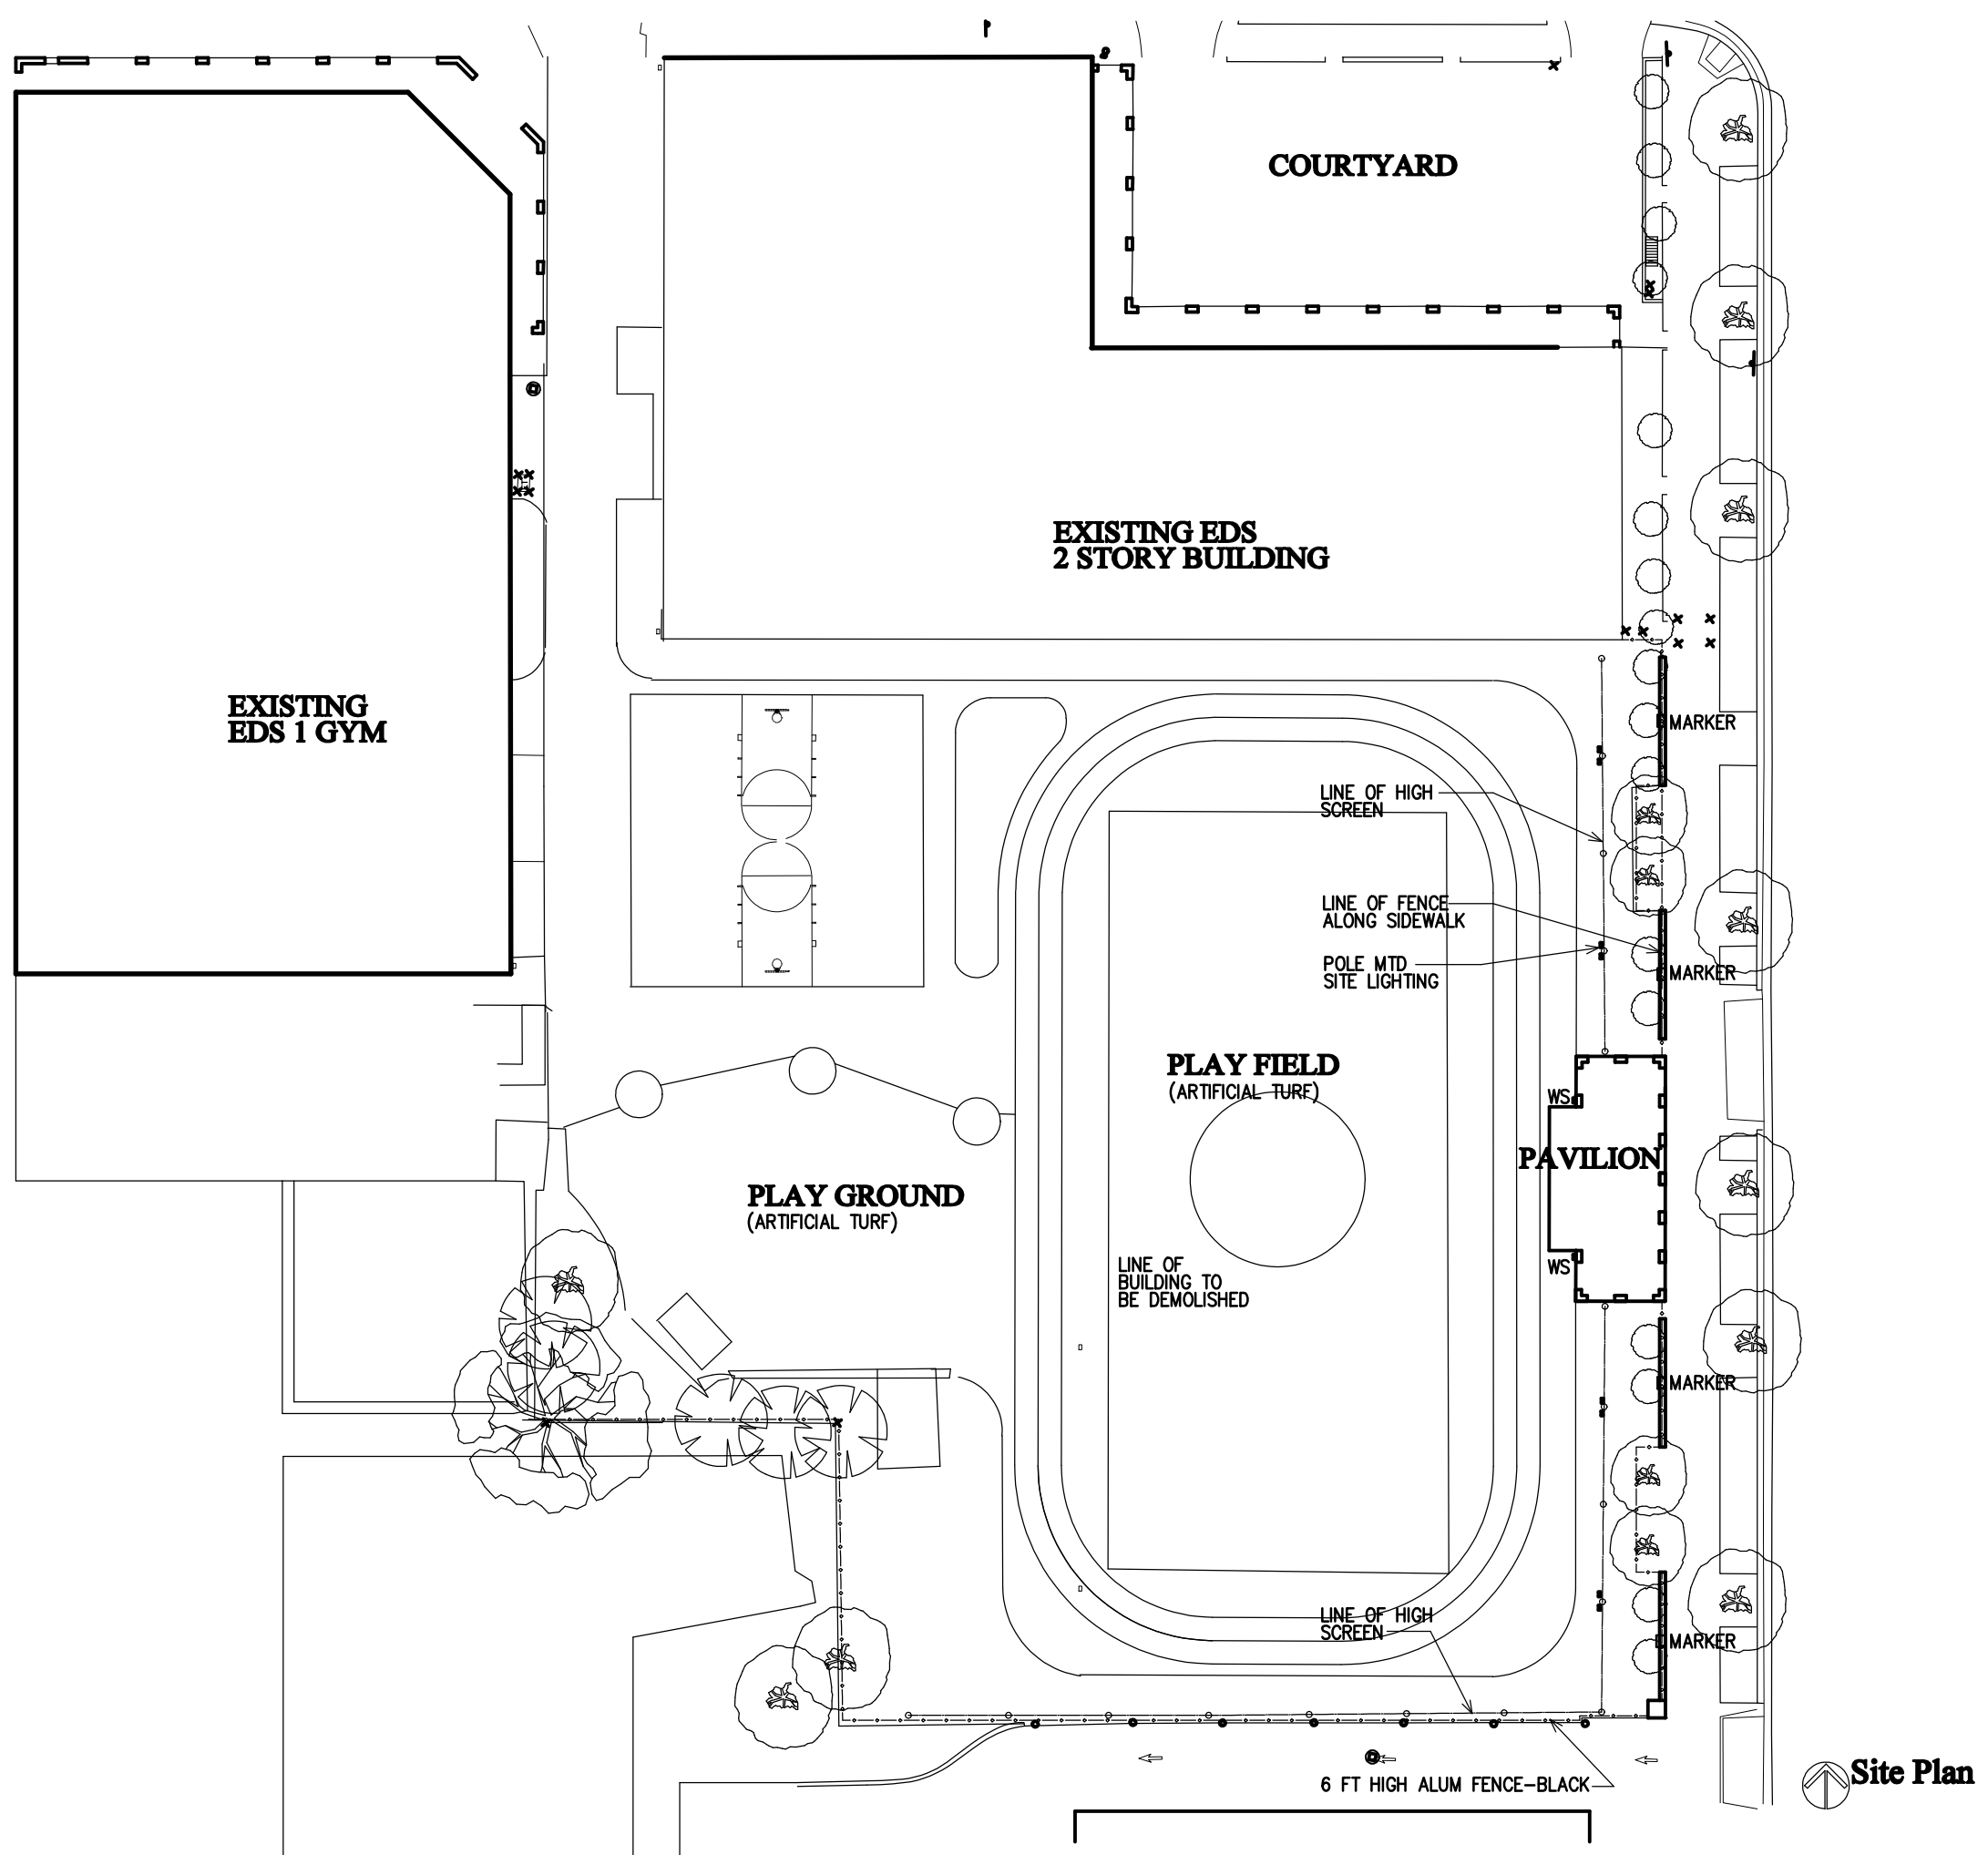 COURTYARD
EXISTING EDS
2 STORY BUILDING
EXISTING
EDS 1 GYM
MARKER
LINE OF HIGH
SCREEN
LINE OF FENCE
ALONG SIDEWALK
POLE MTD
SITE LIGHTING
MARKER
PLAY FIELD
(ARTIFICIAL TURF)
WS
PAVILION
PLAY GROUND
(ARTIFICIAL TURF)
LINE OF
BUILDING TO
BE DEMOLISHED
WS
MARKER
LINE OF HIGH
SCREEN
MARKER
6 FT HIGH ALUM FENCE-BLACK
Site Plan